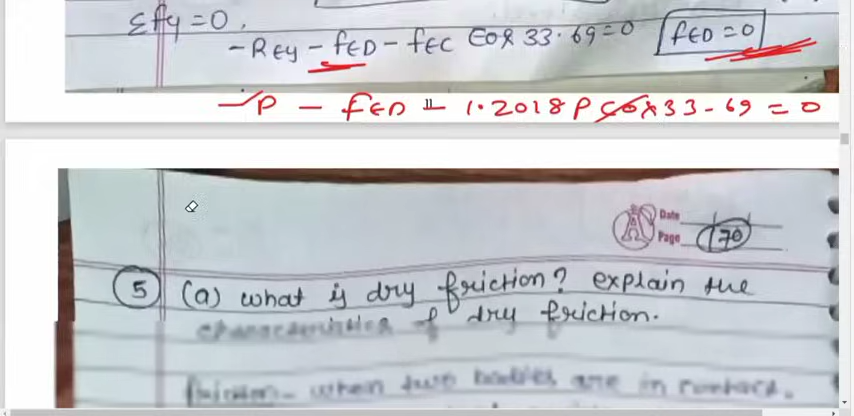 Σfy = 0,
- REy - fED - fEC Cos 33.69 = 0 fED = 0
- P - fED = 1.2018 P cos 33-69 = 0
Date
Page 170
5 (a) what is dry friction? explain the
characteristics of dry friction.
friction - when two bodies are in contact.